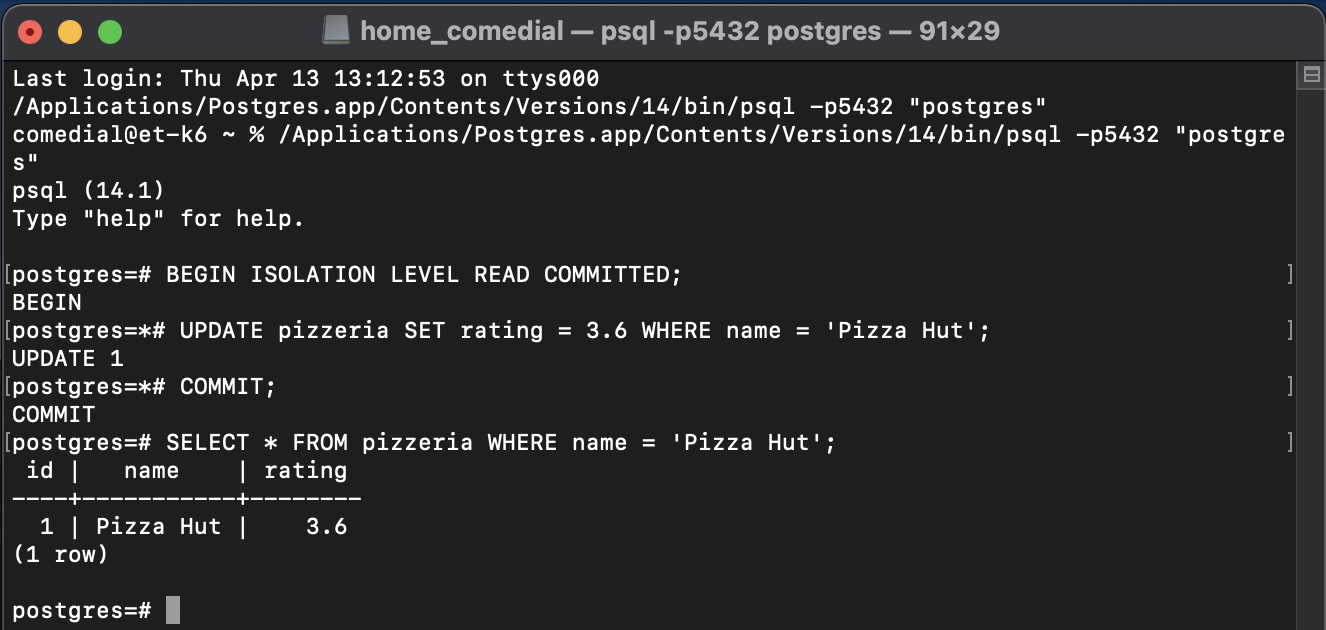 home_comedial — psql -p5432 postgres — 91×29
Last login: Thu Apr 13 13:12:53 on ttys000
/Applications/Postgres.app/Contents/Versions/14/bin/psql -p5432 "postgres"
comedial@et-k6 ~ % /Applications/Postgres.app/Contents/Versions/14/bin/psql -p5432 "postgre
s"
psql (14.1)
Type "help" for help.
[postgres=# BEGIN ISOLATION LEVEL READ COMMITTED; ]
BEGIN
[postgres=*# UPDATE pizzeria SET rating = 3.6 WHERE name = 'Pizza Hut'; ]
UPDATE 1
[postgres=*# COMMIT; ]
COMMIT
[postgres=# SELECT * FROM pizzeria WHERE name = 'Pizza Hut'; ]
 id |   name    | rating
----+-----------+--------
  1 | Pizza Hut |    3.6
(1 row)
postgres=#